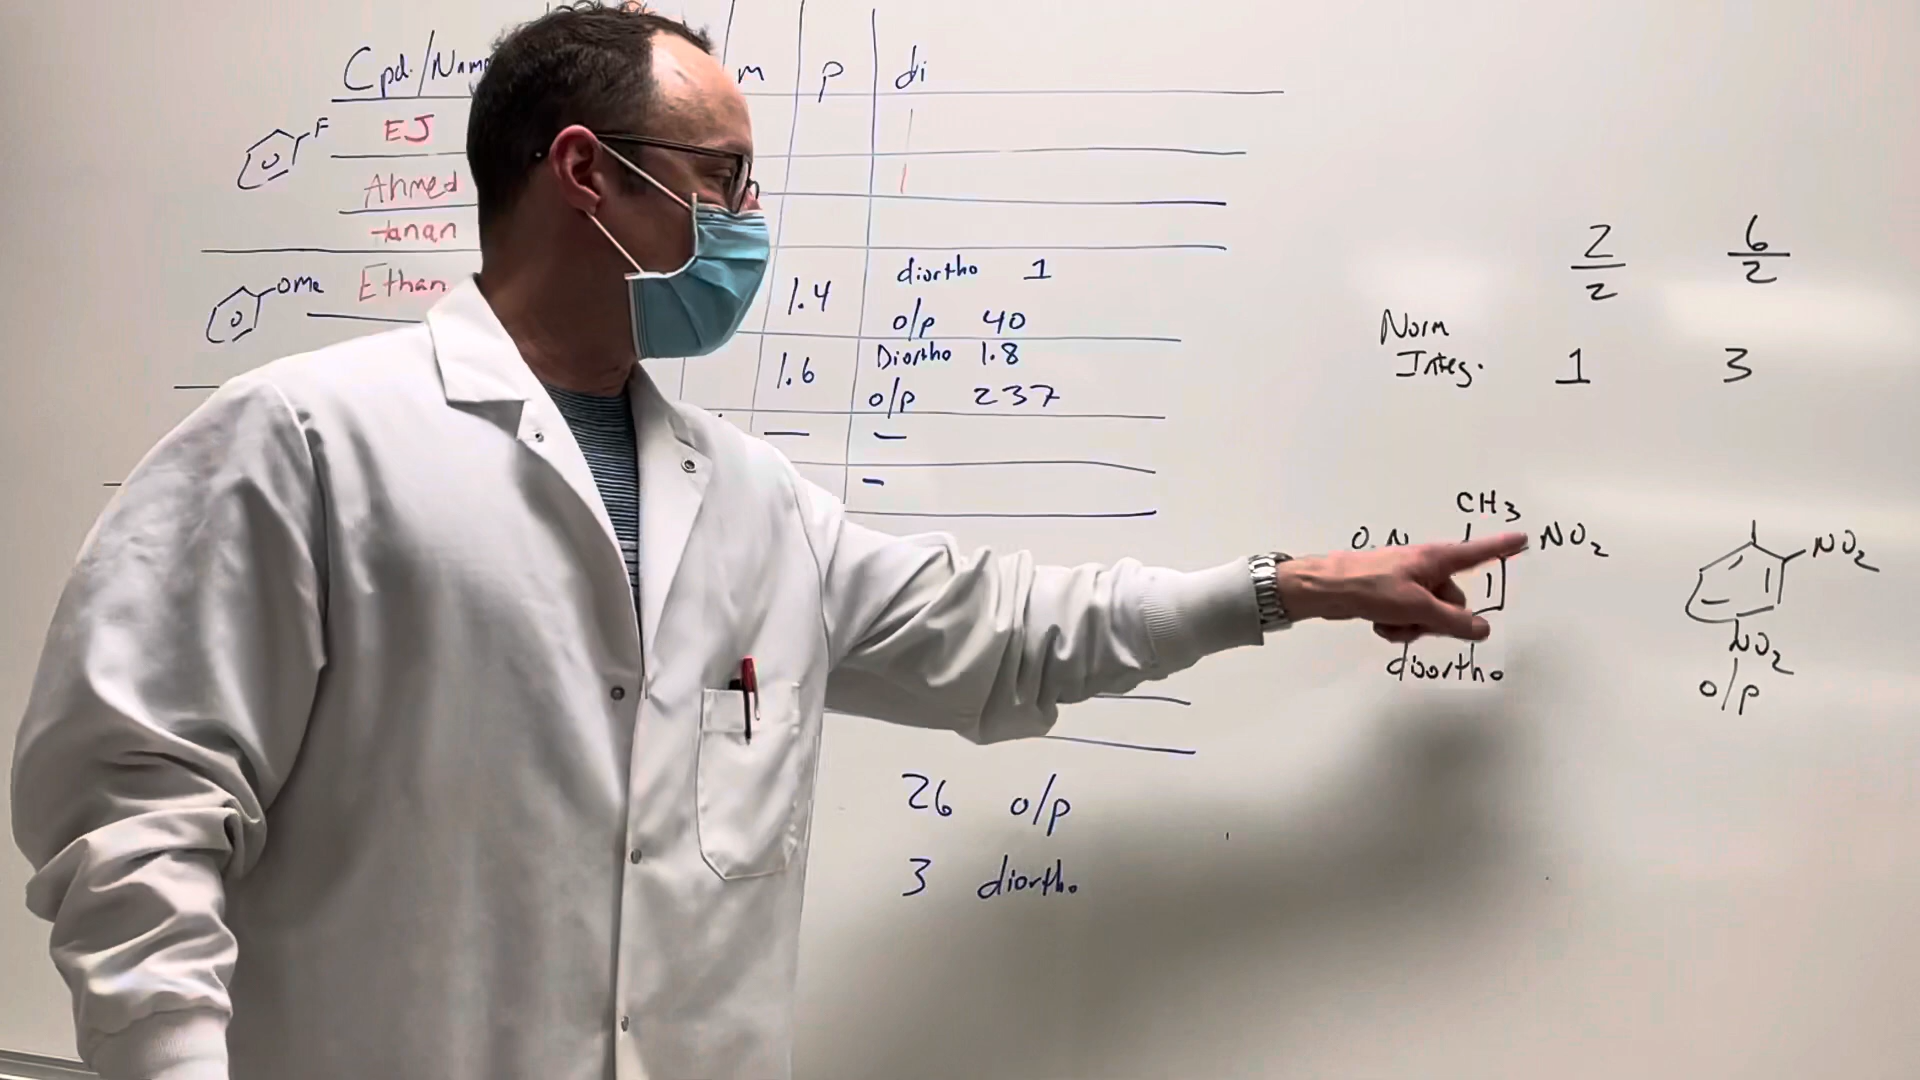 Cpd./Name m p di
F EJ
Ahmed
Hanan
OMe Ethan 1.4 diortho 1
o/p 40
1.6 Diortho 1.8
o/p 237
26 o/p
3 diortho
2/2 6/2
Norm
Integ. 1 3
CH3
NO2
diortho
NO2
NO2
o/p